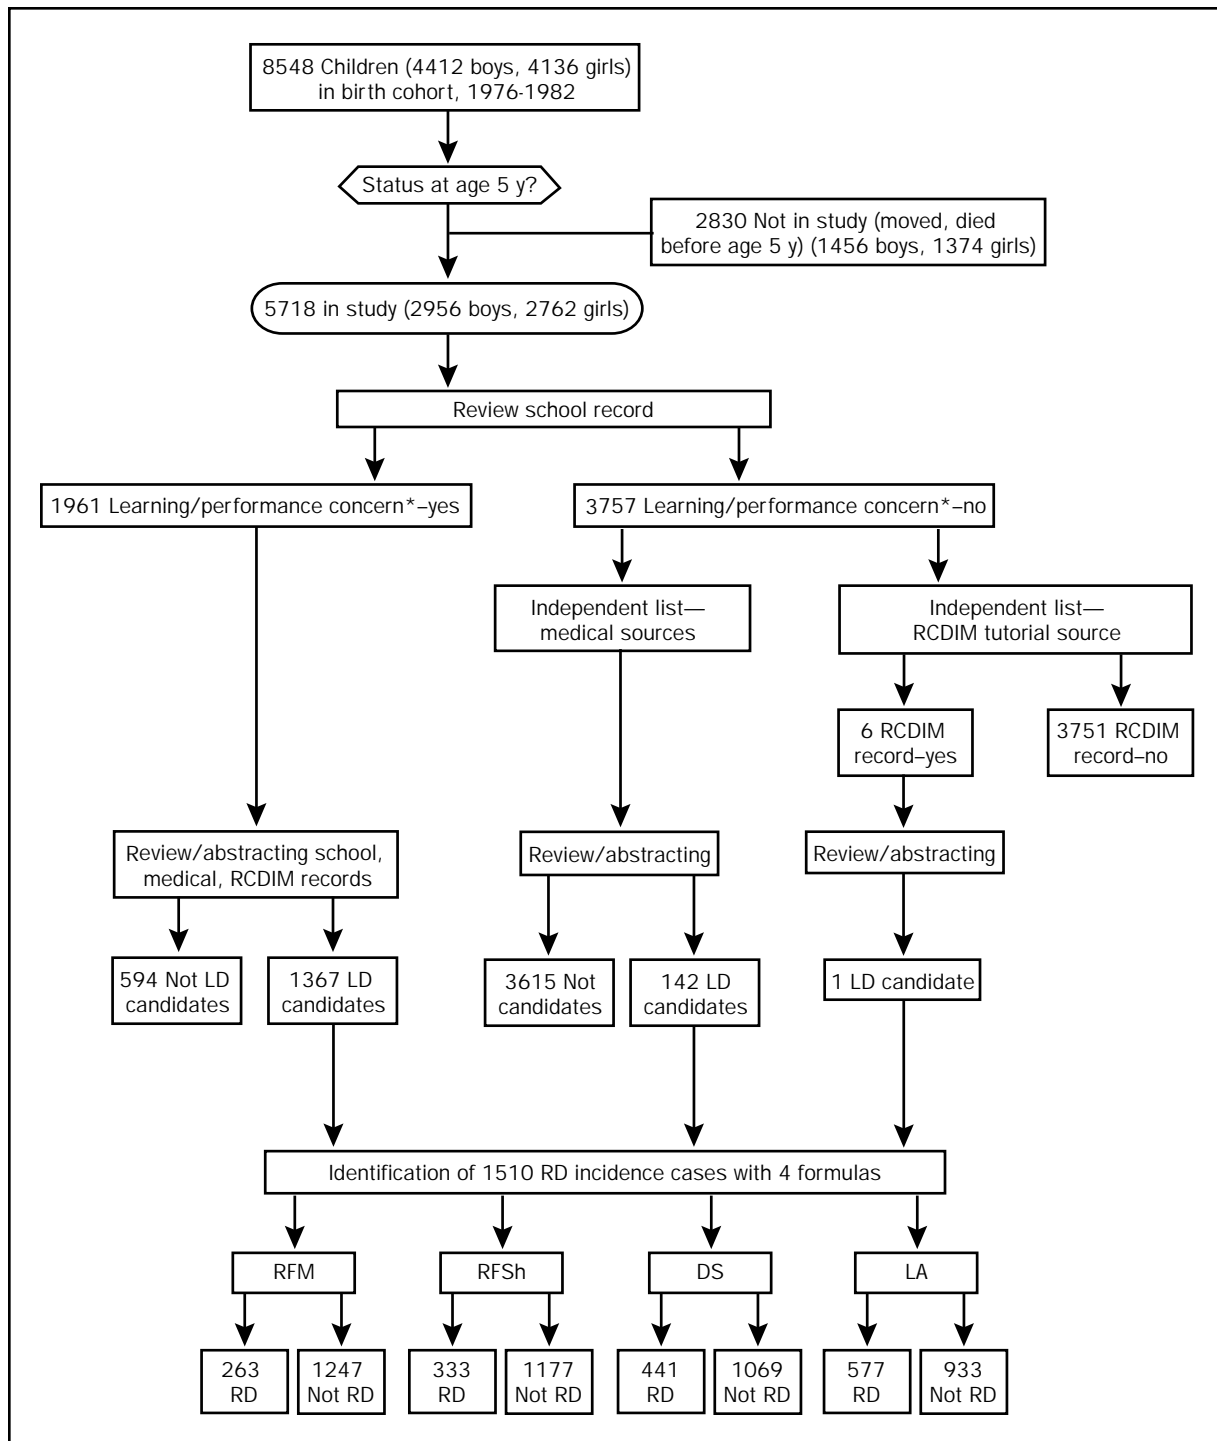 8548 Children (4412 boys, 4136 girls)
in birth cohort, 1976-1982
Status at age 5 y?
2830 Not in study (moved, died
before age 5 y) (1456 boys, 1374 girls)
5718 in study (2956 boys, 2762 girls)
Review school record
1961 Learning/performance concern*–yes
3757 Learning/performance concern*–no
Independent list—
medical sources
Independent list—
RCDIM tutorial source
6 RCDIM
record–yes
3751 RCDIM
record–no
Review/abstracting school,
medical, RCDIM records
Review/abstracting
Review/abstracting
594 Not LD
candidates
1367 LD
candidates
3615 Not
candidates
142 LD
candidates
1 LD candidate
Identification of 1510 RD incidence cases with 4 formulas
RFM
RFSh
DS
LA
263
RD
1247
Not RD
333
RD
1177
Not RD
441
RD
1069
Not RD
577
RD
933
Not RD